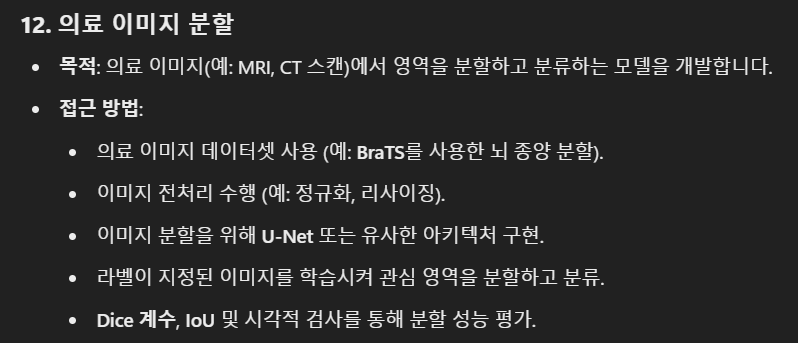 12. 의료 이미지 분할
• 목적: 의료 이미지(예: MRI, CT 스캔)에서 영역을 분할하고 분류하는 모델을 개발합니다.
• 접근 방법:
• 의료 이미지 데이터셋 사용 (예: BraTS를 사용한 뇌 종양 분할).
• 이미지 전처리 수행 (예: 정규화, 리사이징).
• 이미지 분할을 위해 U-Net 또는 유사한 아키텍처 구현.
• 라벨이 지정된 이미지를 학습시켜 관심 영역을 분할하고 분류.
• Dice 계수, IoU 및 시각적 검사를 통해 분할 성능 평가.